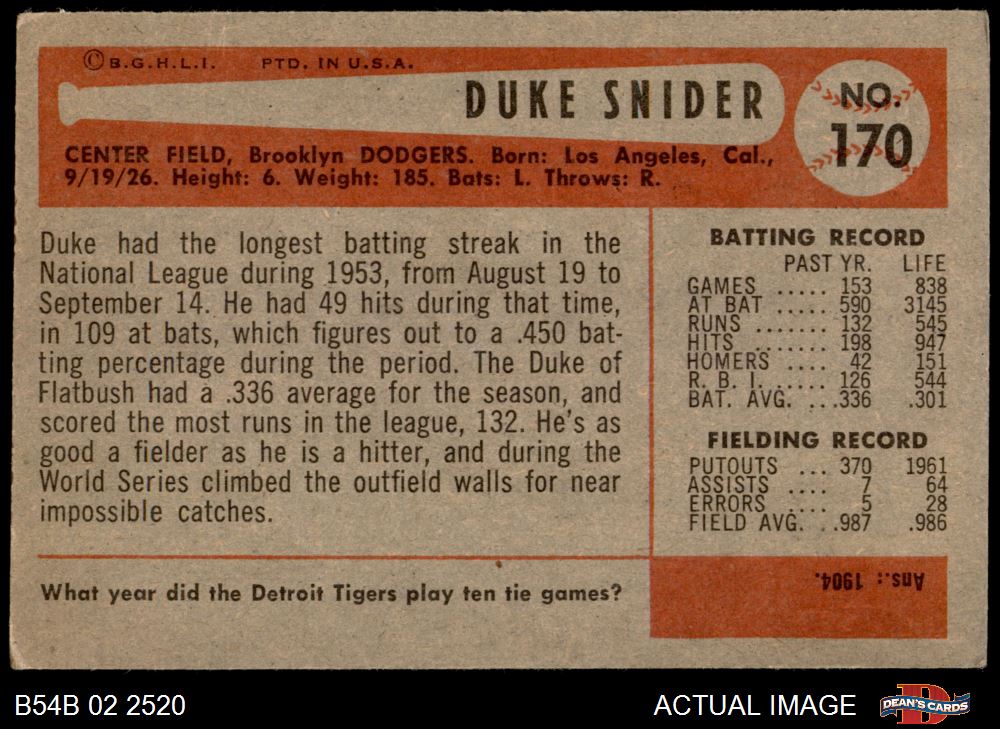 © B.G.H.L.I. PTD. IN U.S.A.
DUKE SNIDER
NO.
170
CENTER FIELD, Brooklyn DODGERS. Born: Los Angeles, Cal.,
9/19/26. Height: 6. Weight: 185. Bats: L. Throws: R.
Duke had the longest batting streak in the
National League during 1953, from August 19 to
September 14. He had 49 hits during that time,
in 109 at bats, which figures out to a .450 bat-
ting percentage during the period. The Duke of
Flatbush had a .336 average for the season, and
scored the most runs in the league, 132. He's as
good a fielder as he is a hitter, and during the
World Series climbed the outfield walls for near
impossible catches.
BATTING RECORD
PAST YR. LIFE
GAMES ..... 153 838
AT BAT ..... 590 3145
RUNS ....... 132 545
HITS ....... 198 947
HOMERS ..... 42 151
R. B. I. ..... 126 544
BAT. AVG. ...336 .301
FIELDING RECORD
PUTOUTS ... 370 1961
ASSISTS .... 7 64
ERRORS .... 5 28
FIELD AVG. ..987 .986
What year did the Detroit Tigers play ten tie games?
Ans.: 1904.
B54B 02 2520
ACTUAL IMAGE
D
DEAN'S CARDS